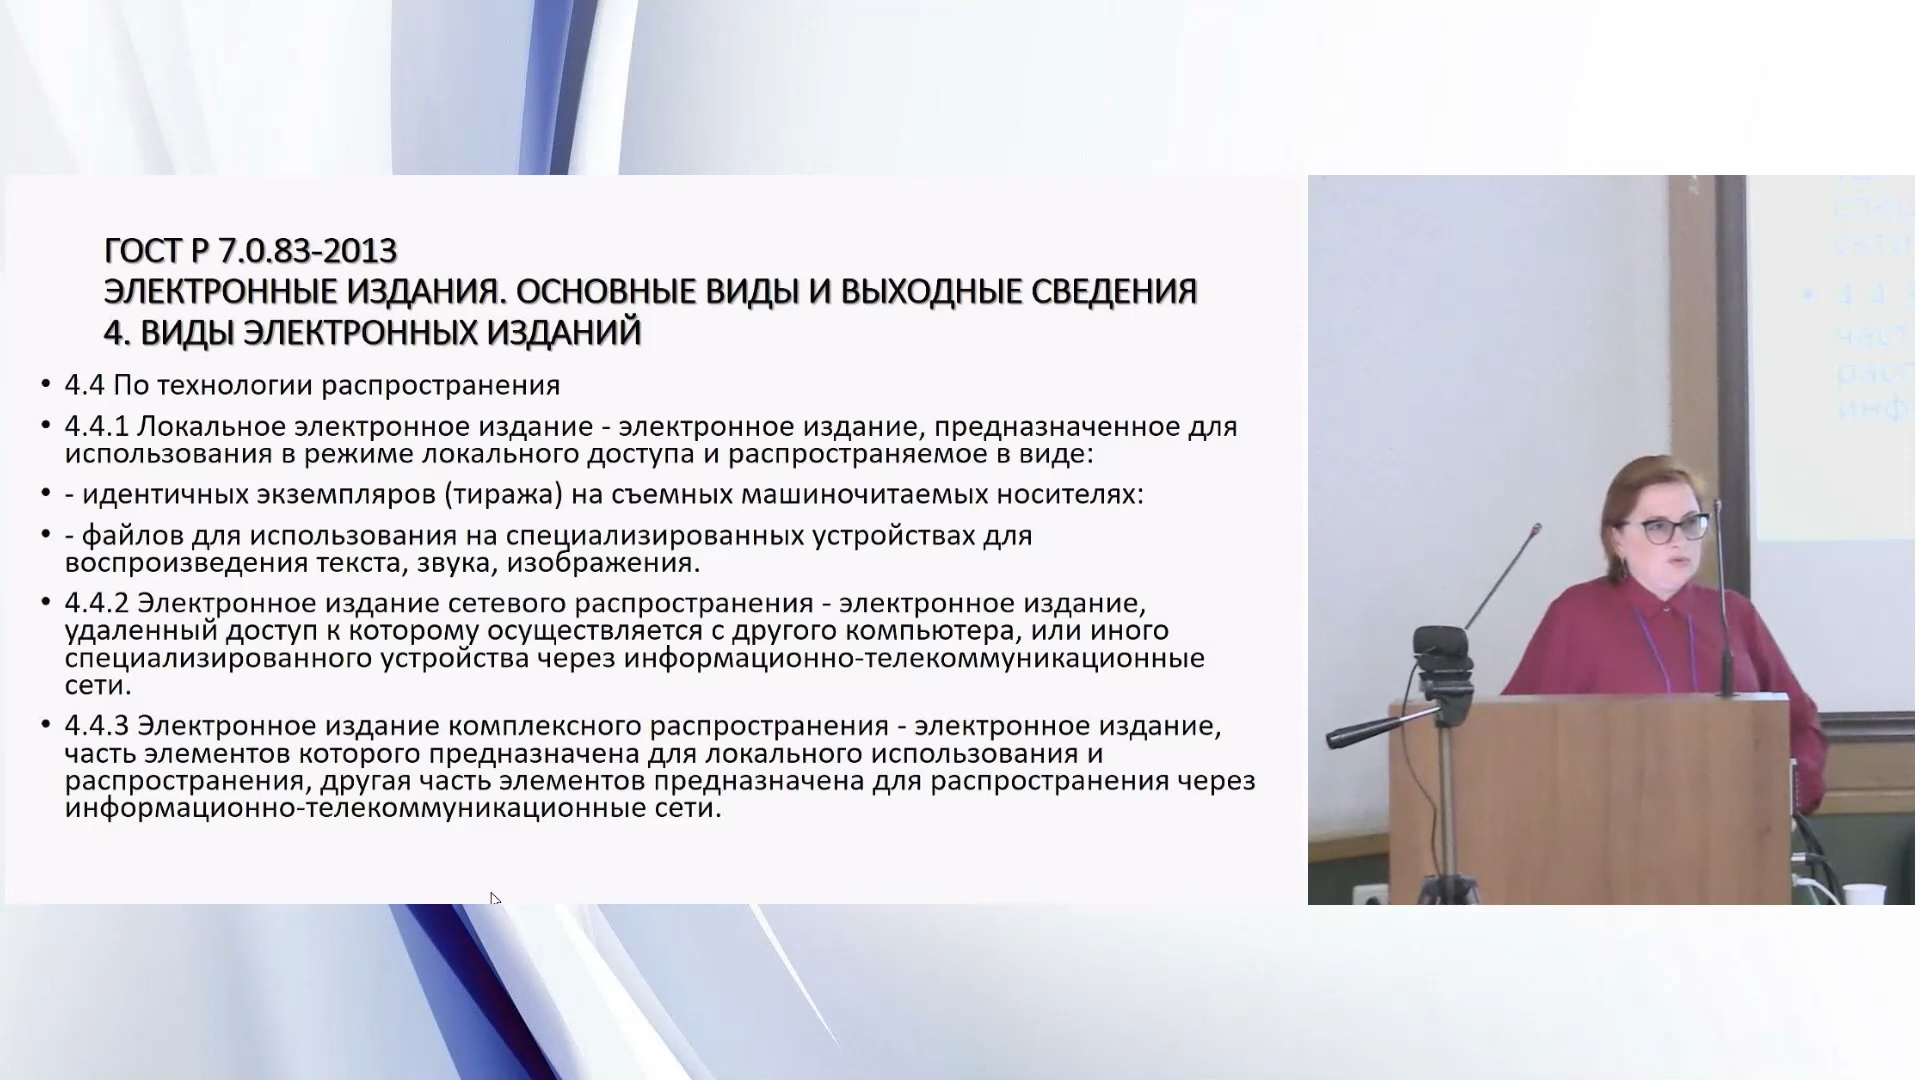 ГОСТ Р 7.0.83-2013
ЭЛЕКТРОННЫЕ ИЗДАНИЯ. ОСНОВНЫЕ ВИДЫ И ВЫХОДНЫЕ СВЕДЕНИЯ
4. ВИДЫ ЭЛЕКТРОННЫХ ИЗДАНИЙ
• 4.4 По технологии распространения
• 4.4.1 Локальное электронное издание - электронное издание, предназначенное для
использования в режиме локального доступа и распространяемое в виде:
• - идентичных экземпляров (тиража) на съемных машиночитаемых носителях:
• - файлов для использования на специализированных устройствах для
воспроизведения текста, звука, изображения.
• 4.4.2 Электронное издание сетевого распространения - электронное издание,
удаленный доступ к которому осуществляется с другого компьютера, или иного
специализированного устройства через информационно-телекоммуникационные
сети.
• 4.4.3 Электронное издание комплексного распространения - электронное издание,
часть элементов которого предназначена для локального использования и
распространения, другая часть элементов предназначена для распространения через
информационно-телекоммуникационные сети.